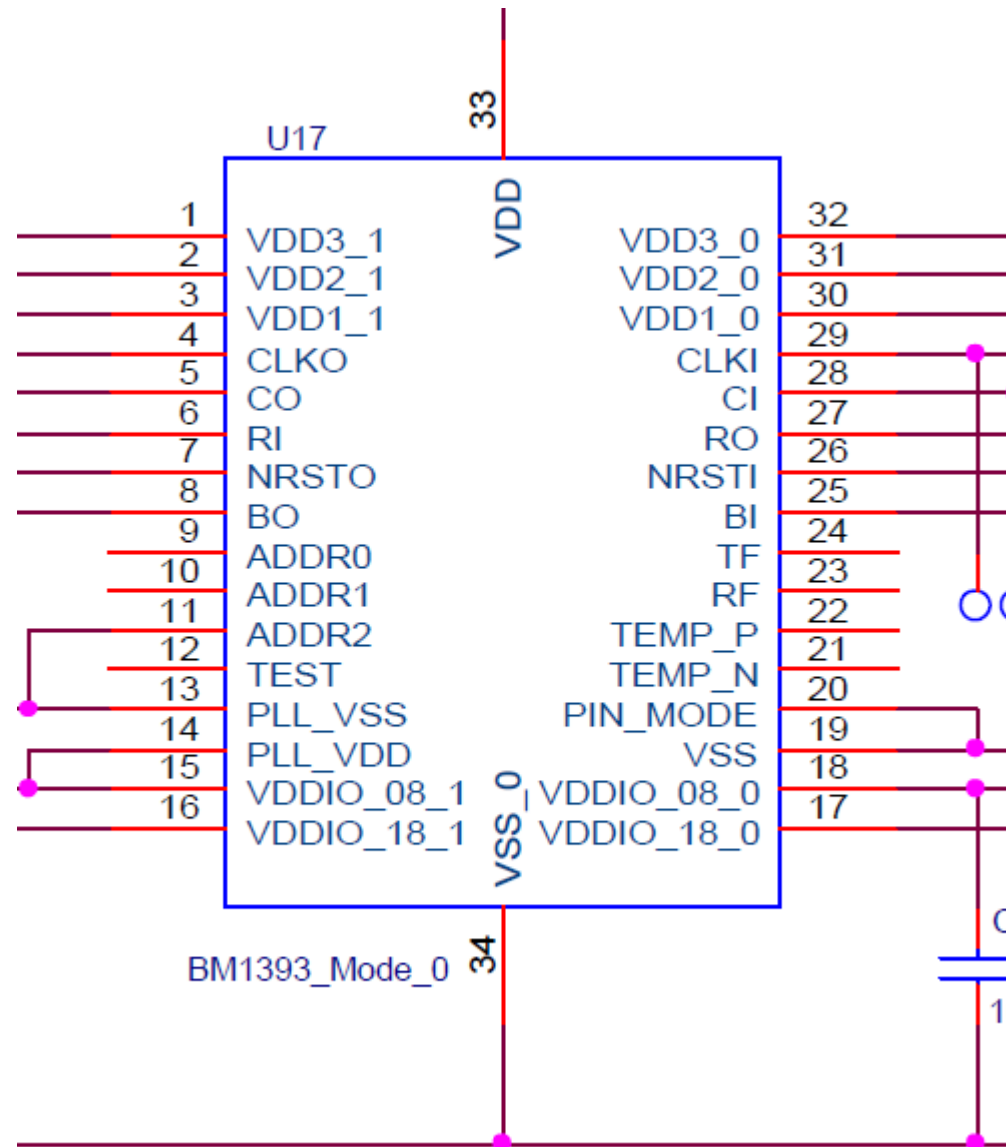 33
U17
VDD
1 32
VDD3_1 VDD3_0
2 31
VDD2_1 VDD2_0
3 30
VDD1_1 VDD1_0
4 29
CLKO CLKI
5 28
CO CI
6 27
RI RO
7 26
NRSTO NRSTI
8 25
BO BI
9 24
ADDR0 TF
10 23
ADDR1 RF
11 22
ADDR2 TEMP_P
12 21
TEST TEMP_N
13 20
PLL_VSS PIN_MODE
14 19
PLL_VDD VSS
15 18
VDDIO_08_1 VDDIO_08_0
16 17
VDDIO_18_1 VDDIO_18_0
VSS_0
BM1393_Mode_0
34
1